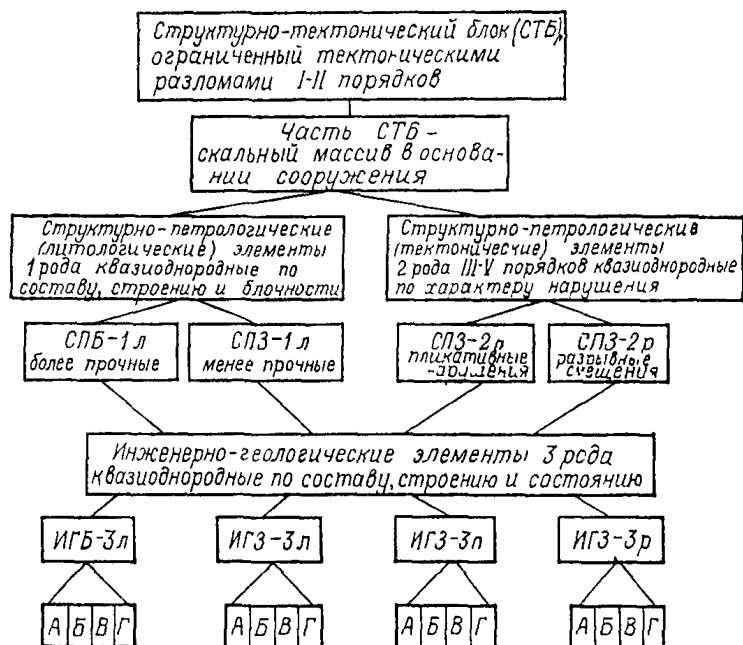 Структурно-тектонический блок (СТБ),
ограниченный тектоническими
разломами I-II порядков
Часть СТБ -
скальный массив в основа-
нии сооружения
Структурно-петрологические
(литологические) элементы
1 рода квазиоднородные по
составу, строению и блочности
Структурно-петрологические
(тектонические) элементы
2 рода III-V порядков квазиоднородные
по характеру нарушения
СПБ-1л
более прочные
СПЗ-1л
менее прочные
СПЗ-2п
пликативные
нарушения
СПЗ-2р
разрывные
смещения
Инженерно-геологические элементы 3 рода
квазиоднородные по составу, строению и состоянию
ИГБ-3л
ИГЗ-3л
ИГЗ-3п
ИГЗ-3р
А Б В Г
А Б В Г
А Б В Г
А Б В Г